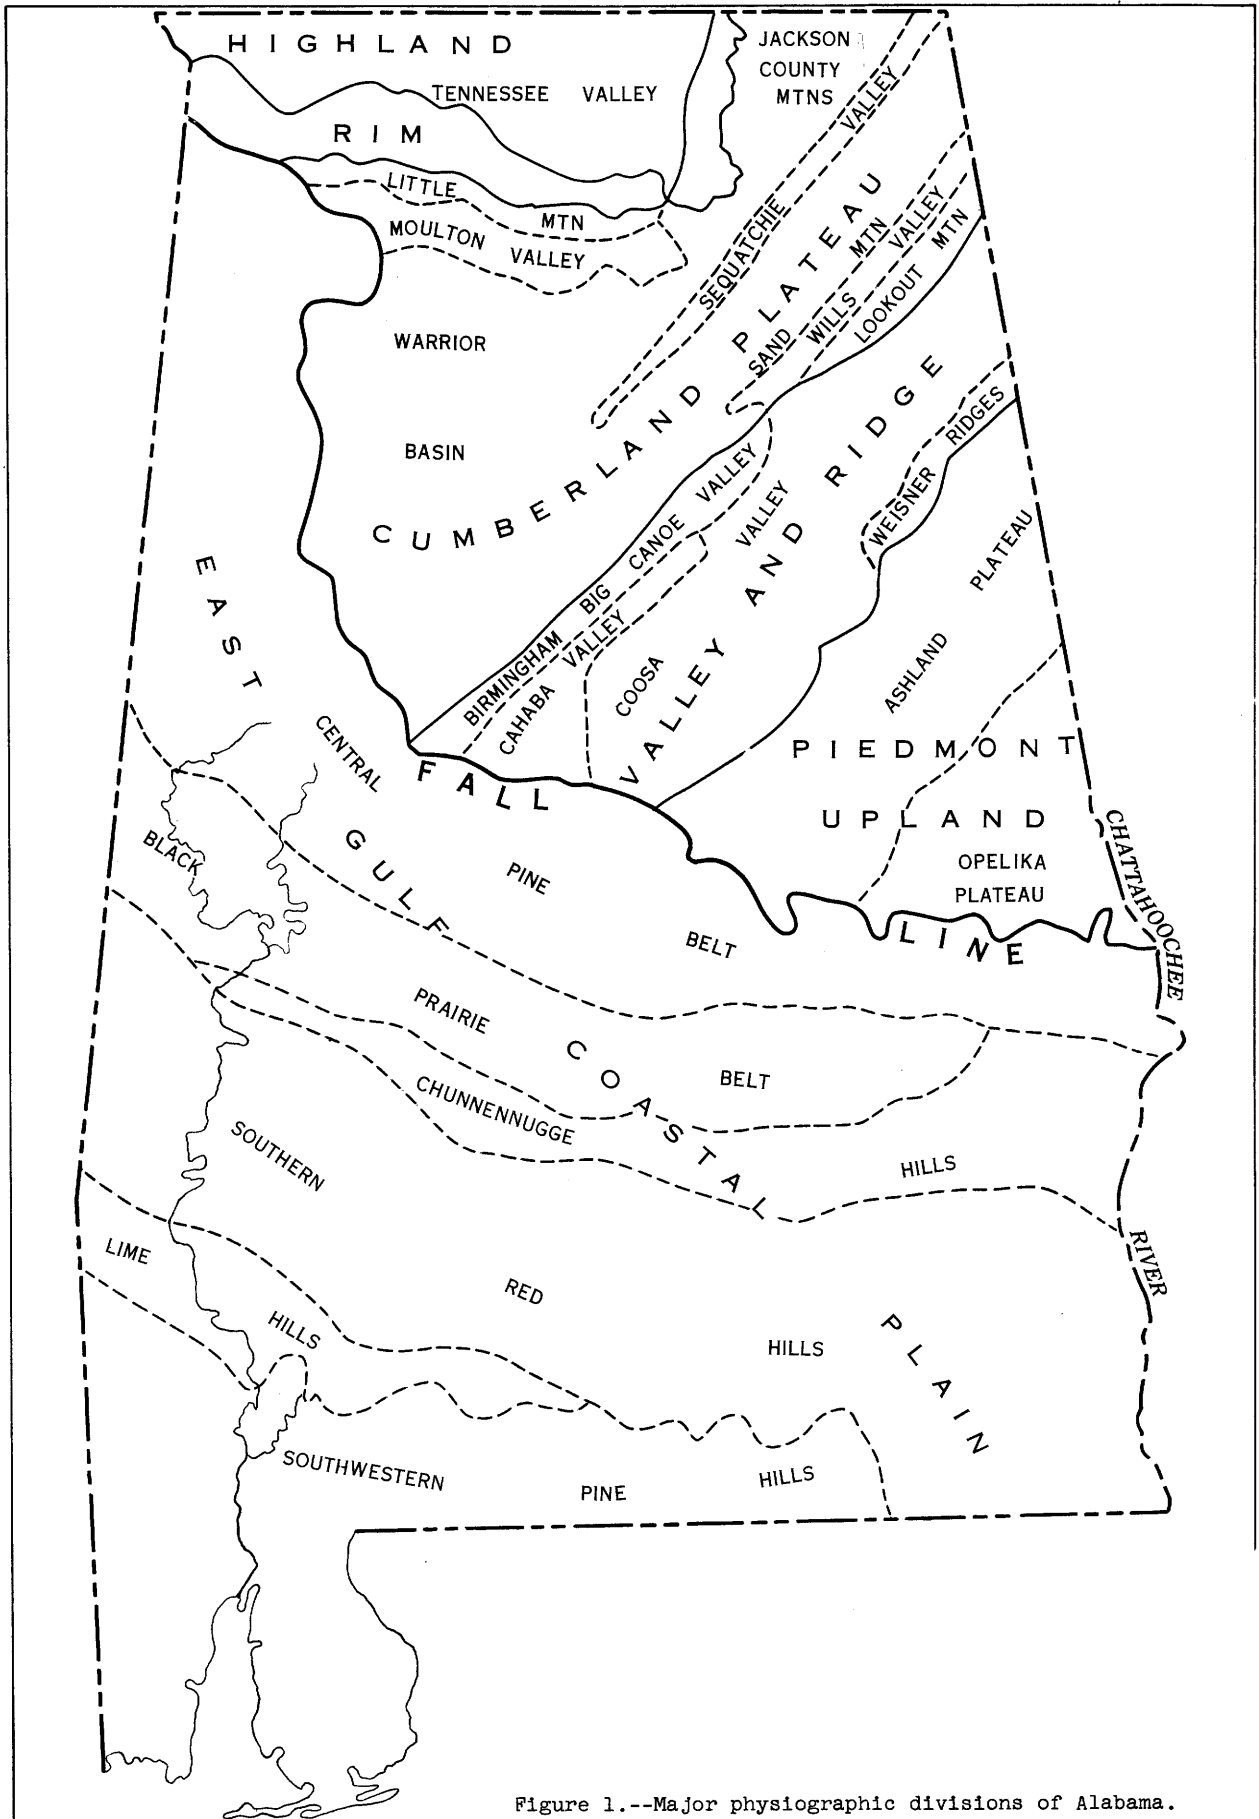 HIGHLAND
RIM
TENNESSEE VALLEY
JACKSON
COUNTY
MTNS
LITTLE MTN
MOULTON VALLEY
SEQUATCHIE VALLEY
CUMBERLAND PLATEAU
SAND MTN
WILLS VALLEY
LOOKOUT MTN
WARRIOR
BASIN
VALLEY AND RIDGE
WEISNER RIDGES
BIRMINGHAM BIG CANOE VALLEY
CAHABA VALLEY
COOSA VALLEY
ASHLAND PLATEAU
PIEDMONT
UPLAND
OPELIKA
PLATEAU
FALL LINE
CHATTAHOOCHEE RIVER
EAST GULF COASTAL PLAIN
CENTRAL PINE BELT
BLACK PRAIRIE BELT
CHUNNENNUGGE HILLS
SOUTHERN RED HILLS
LIME HILLS
SOUTHWESTERN PINE HILLS
Figure 1.--Major physiographic divisions of Alabama.